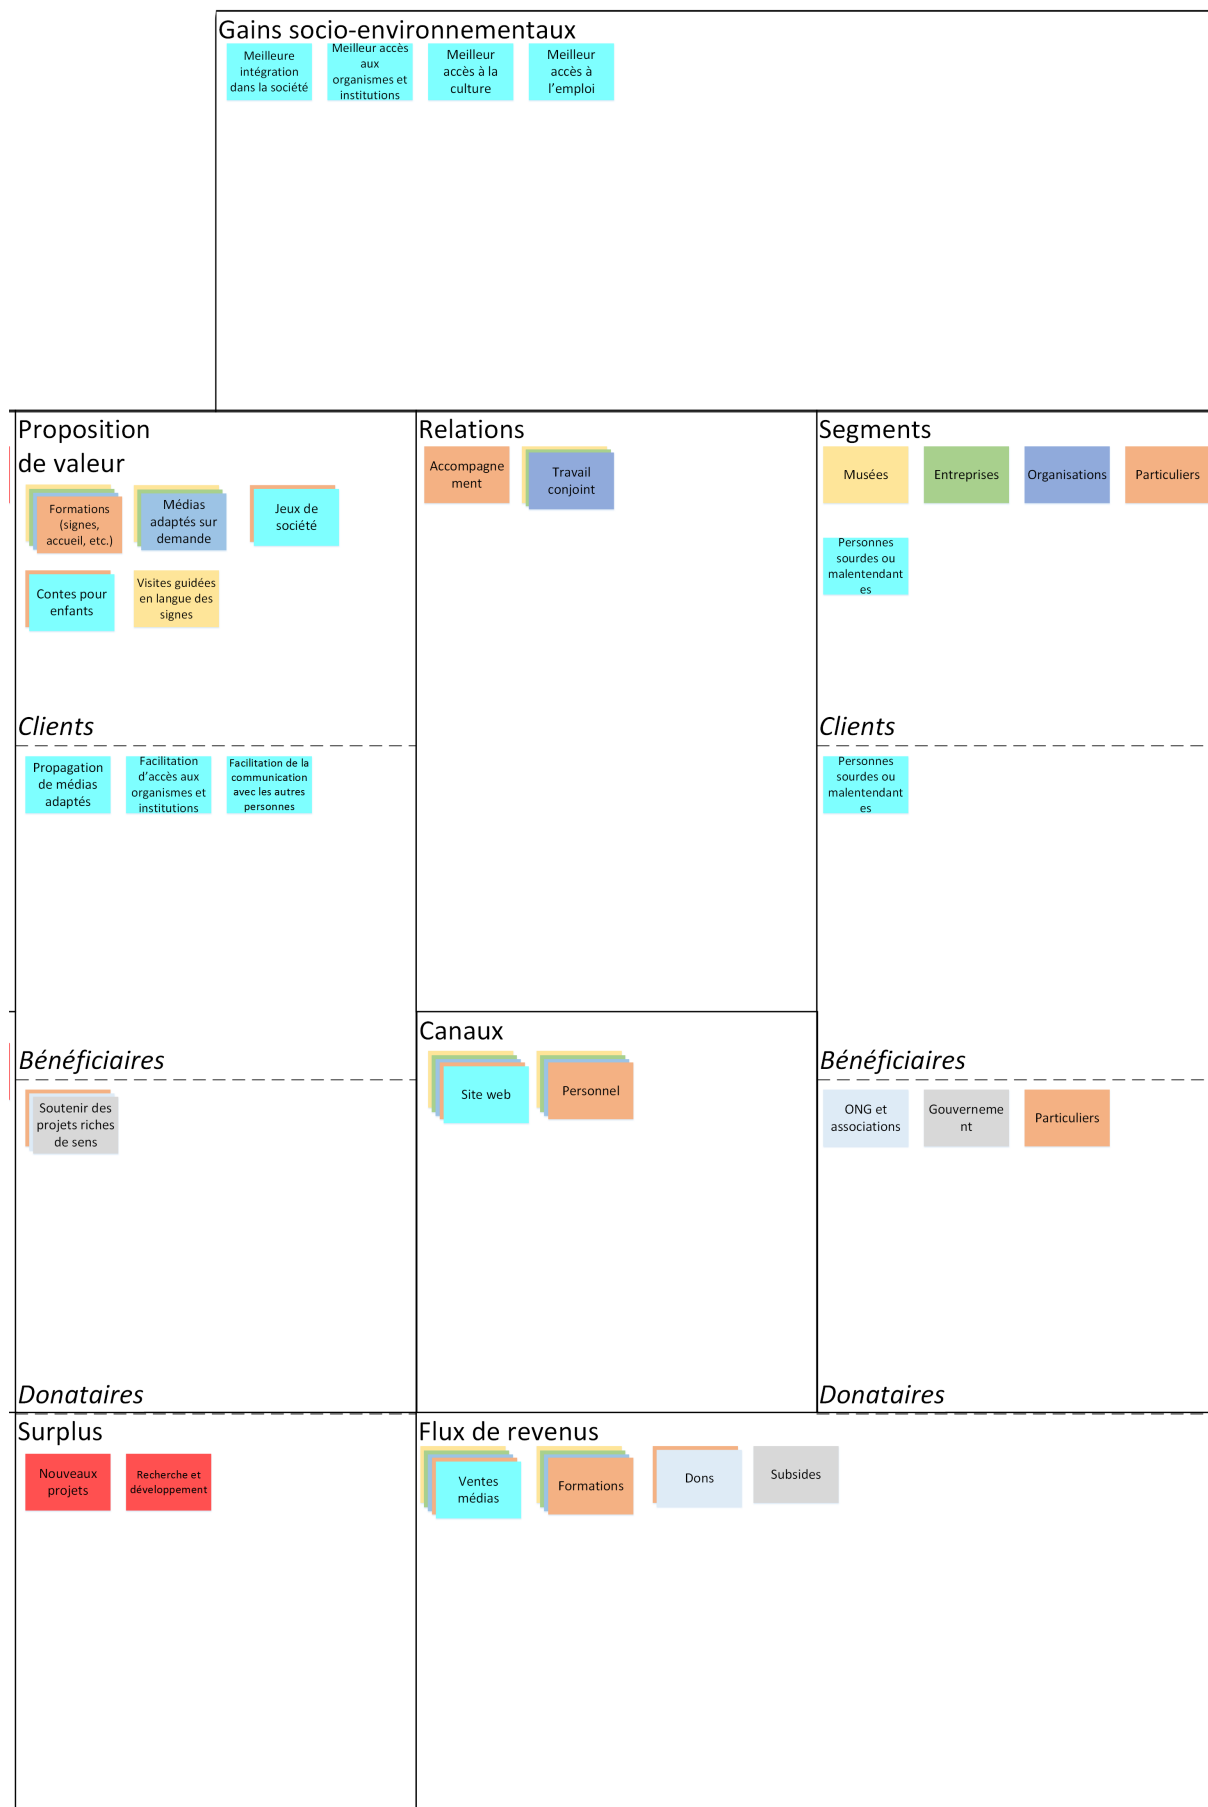 Gains socio-environnementaux
Meilleure
intégration
dans la société
Meilleur accès
aux
organismes et
institutions
Meilleur
accès à la
culture
Meilleur
accès à
l’emploi
Proposition
de valeur
Formations
(signes,
accueil, etc.)
Médias
adaptés sur
demande
Jeux de
société
Contes pour
enfants
Visites guidées
en langue des
signes
Clients
Propagation
de médias
adaptés
Facilitation
d’accès aux
organismes et
institutions
Facilitation de la
communication
avec les autres
personnes
Bénéficiaires
Soutenir des
projets riches
de sens
Donataires
Relations
Accompagne
ment
Travail
conjoint
Canaux
Site web
Personnel
Segments
Musées
Entreprises
Organisations
Particuliers
Personnes
sourdes ou
malentendant
es
Clients
Personnes
sourdes ou
malentendant
es
Bénéficiaires
ONG et
associations
Gouverneme
nt
Particuliers
Donataires
Surplus
Nouveaux
projets
Recherche et
développement
Flux de revenus
Ventes
médias
Formations
Dons
Subsides